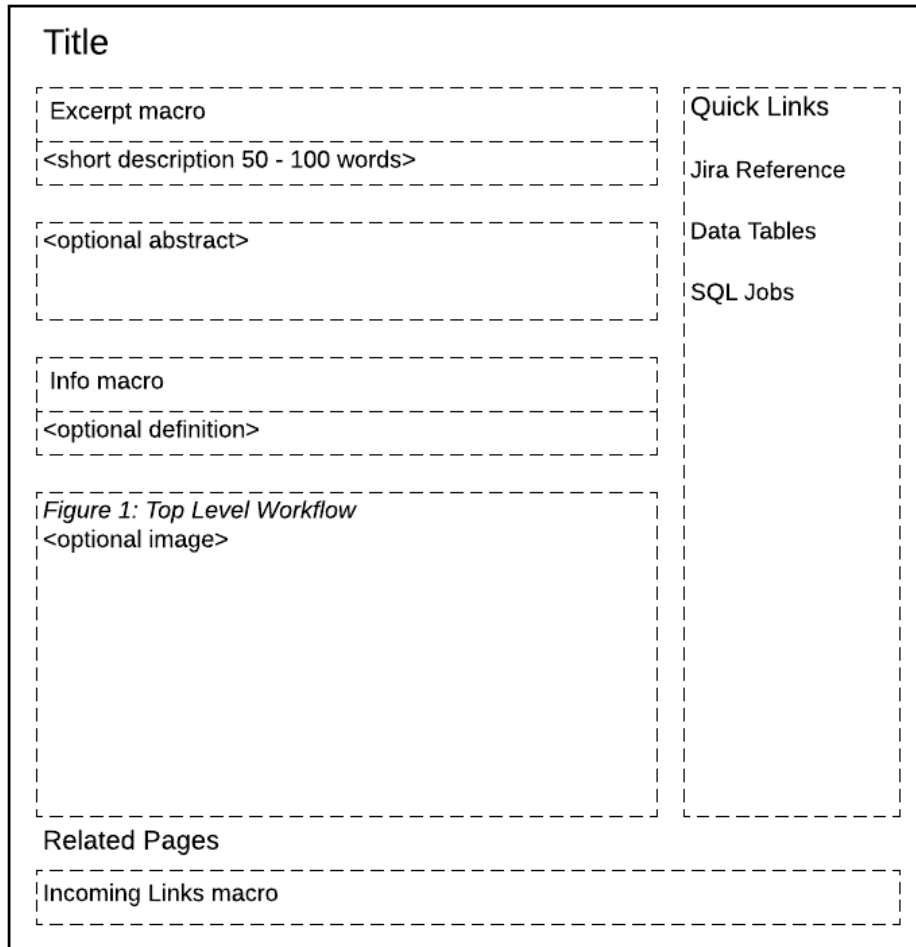 Title
Excerpt macro
<short description 50 - 100 words>
<optional abstract>
Info macro
<optional definition>
Figure 1: Top Level Workflow
<optional image>
Quick Links
Jira Reference
Data Tables
SQL Jobs
Related Pages
Incoming Links macro